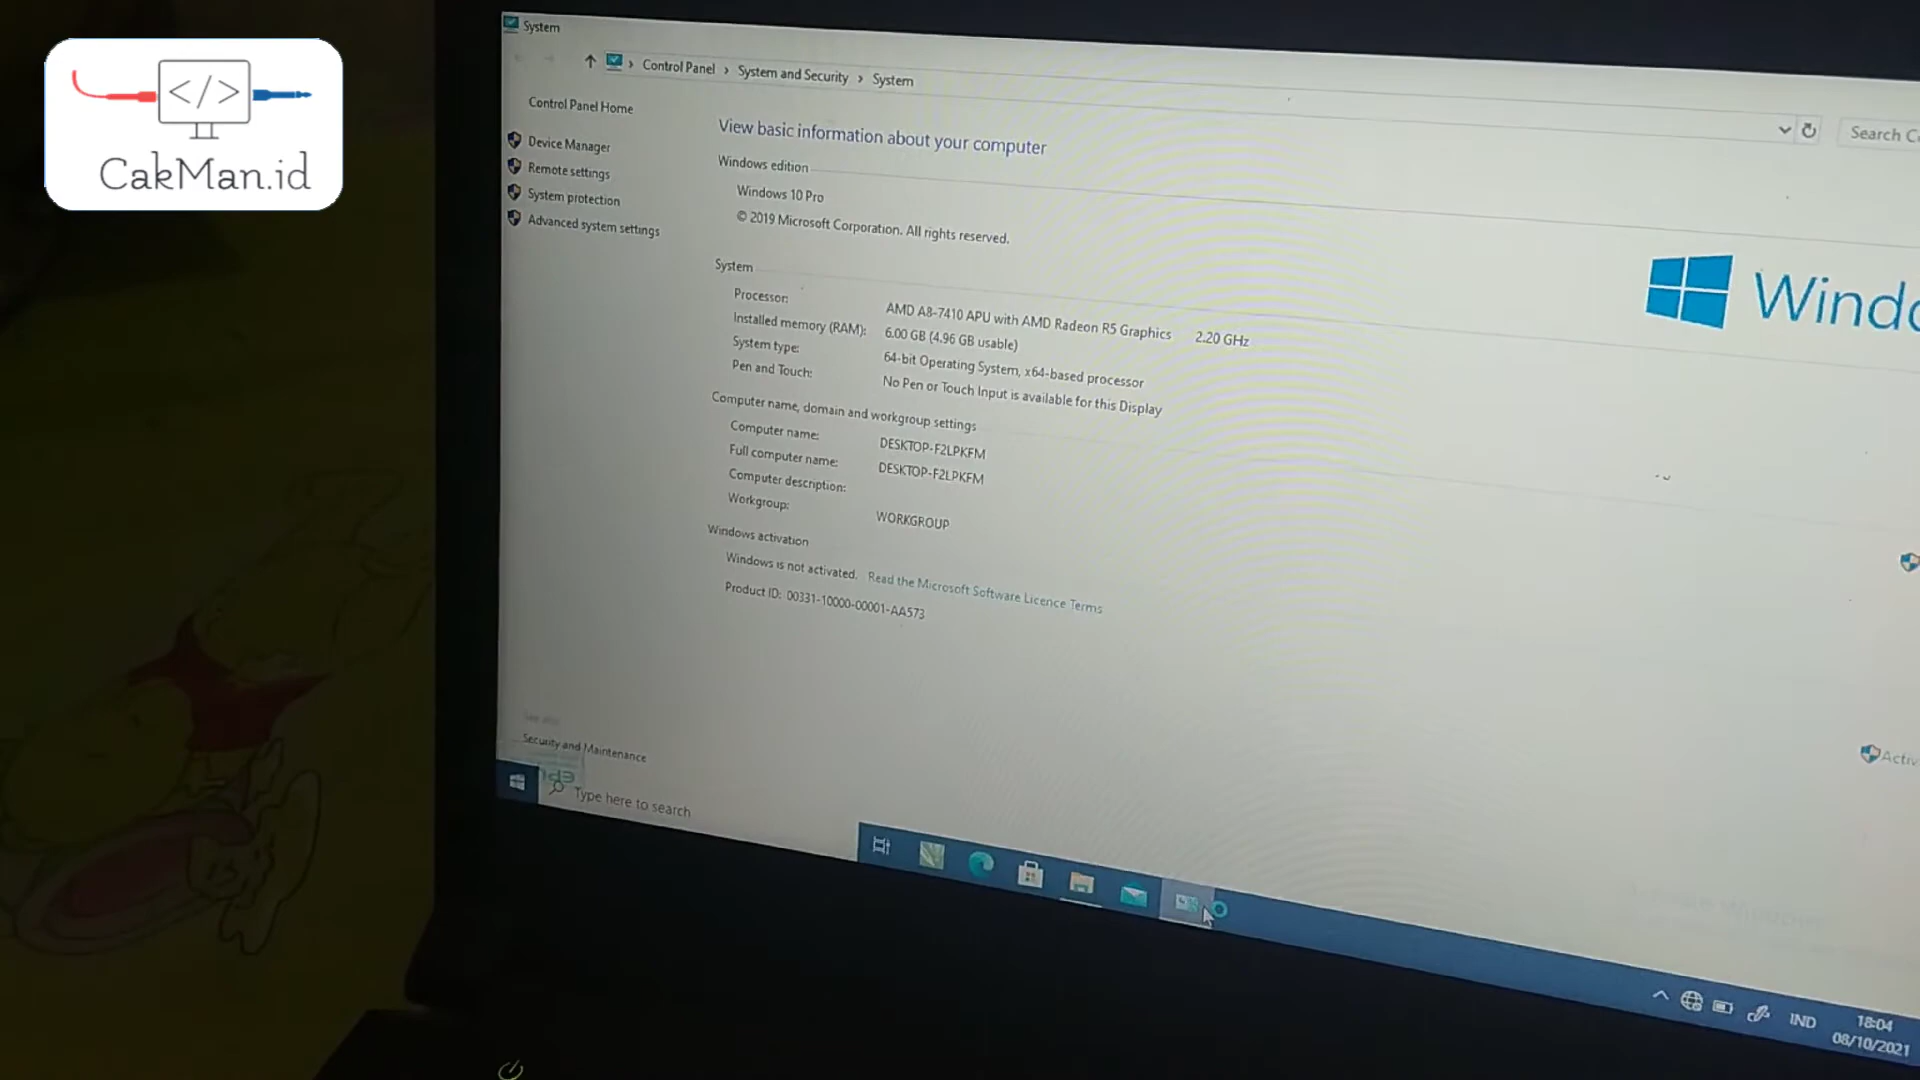 </>
CakMan.id
System
Control Panel › System and Security › System
Search C
Control Panel Home
Device Manager
Remote settings
System protection
Advanced system settings
View basic information about your computer
Windows edition
Windows 10 Pro
© 2019 Microsoft Corporation. All rights reserved.
Windo
System
Processor: AMD A8-7410 APU with AMD Radeon R5 Graphics 2.20 GHz
Installed memory (RAM): 6.00 GB (4.96 GB usable)
System type: 64-bit Operating System, x64-based processor
Pen and Touch: No Pen or Touch Input is available for this Display
Computer name, domain and workgroup settings
Computer name: DESKTOP-F2LPKFM
Full computer name: DESKTOP-F2LPKFM
Computer description:
Workgroup: WORKGROUP
Windows activation
Windows is not activated. Read the Microsoft Software Licence Terms
Product ID: 00331-10000-00001-AA573
Activ
See also
Security and Maintenance
Type here to search
IND
18:04
08/10/2021